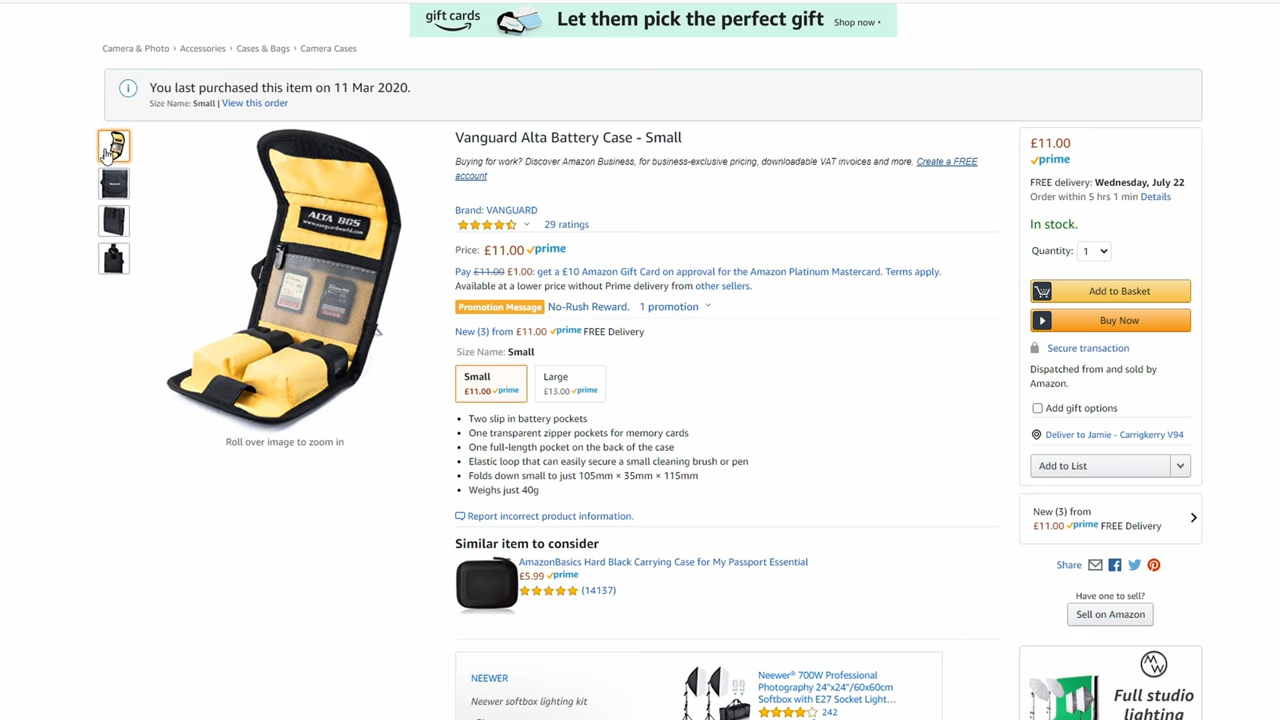 gift cards
Let them pick the perfect gift
Shop now ›
Camera & Photo › Accessories › Cases & Bags › Camera Cases
You last purchased this item on 11 Mar 2020.
Size Name: Small | View this order
ALTA BGS
www.vanguardworld.com
Roll over image to zoom in
Vanguard Alta Battery Case - Small
Buying for work? Discover Amazon Business, for business-exclusive pricing, downloadable VAT invoices and more. Create a FREE
account
Brand: VANGUARD
29 ratings
Price: £11.00 prime
Pay £11.00 £1.00: get a £10 Amazon Gift Card on approval for the Amazon Platinum Mastercard. Terms apply.
Available at a lower price without Prime delivery from other sellers.
Promotion Message No-Rush Reward. 1 promotion
New (3) from £11.00 prime FREE Delivery
Size Name: Small
Small
£11.00 prime
Large
£13.00 prime
• Two slip in battery pockets
• One transparent zipper pockets for memory cards
• One full-length pocket on the back of the case
• Elastic loop that can easily secure a small cleaning brush or pen
• Folds down small to just 105mm × 35mm × 115mm
• Weighs just 40g
Report incorrect product information.
Similar item to consider
AmazonBasics Hard Black Carrying Case for My Passport Essential
£5.99 prime
(14137)
NEEWER
Neewer softbox lighting kit
Neewer® 700W Professional
Photography 24"x24"/60x60cm
Softbox with E27 Socket Light...
242
£11.00
prime
FREE delivery: Wednesday, July 22
Order within 5 hrs 1 min Details
In stock.
Quantity: 1
Add to Basket
Buy Now
Secure transaction
Dispatched from and sold by
Amazon.
Add gift options
Deliver to Jamie - Carrigkerry V94
Add to List
New (3) from
£11.00 prime FREE Delivery
Share
Have one to sell?
Sell on Amazon
Full studio
lighting